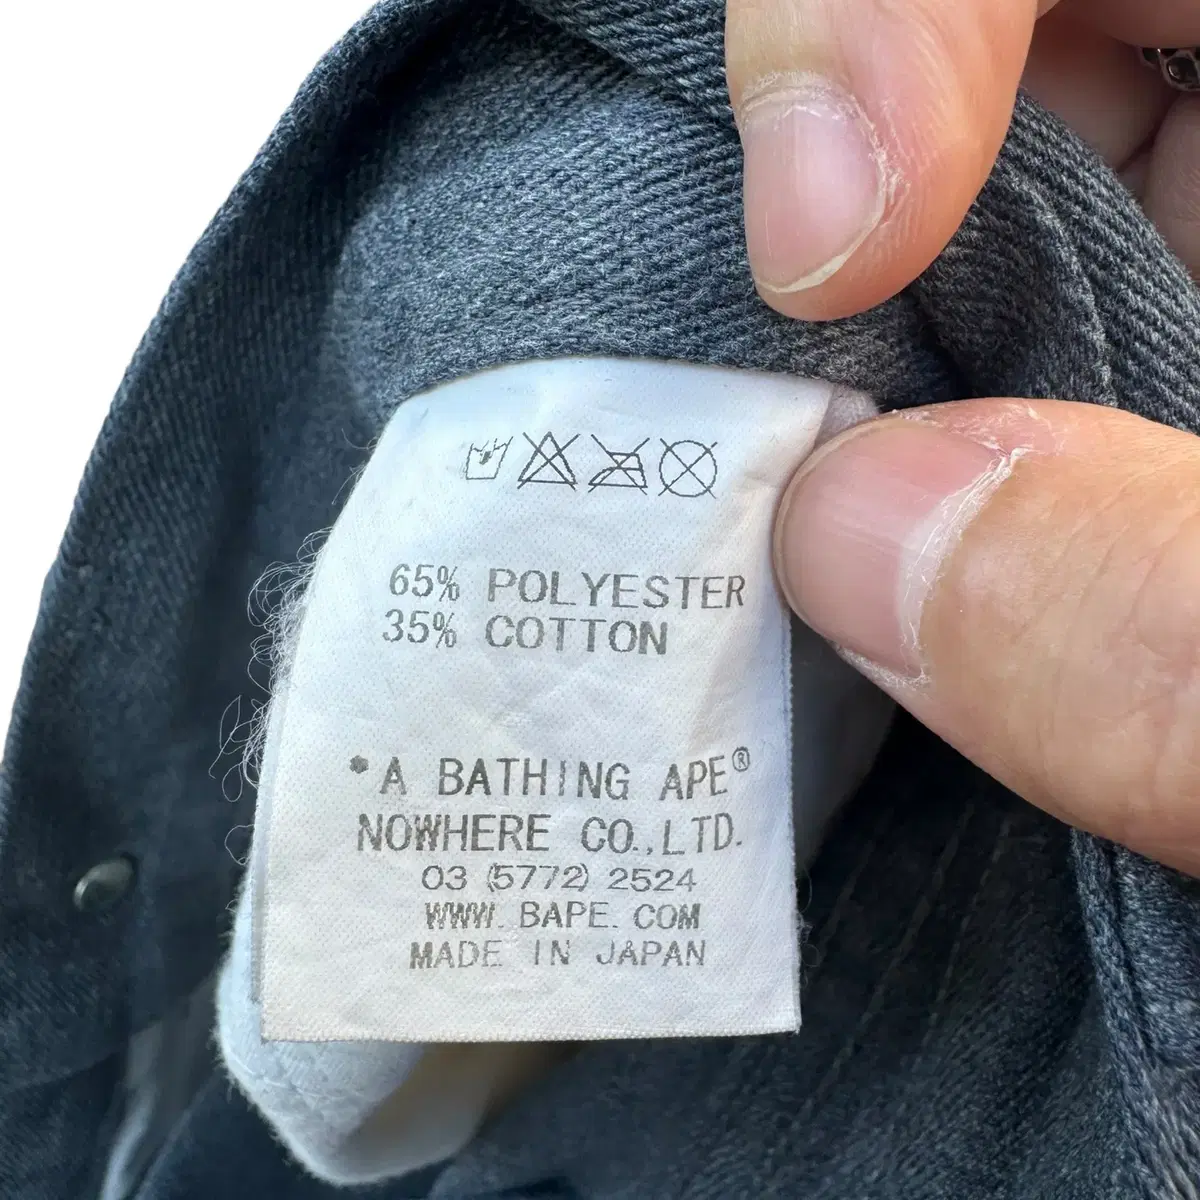 65% POLYESTER
35% COTTON
*A BATHING APE®
NOWHERE CO.,LTD.
03 (5772) 2524
WWW. BAPE. COM
MADE IN JAPAN